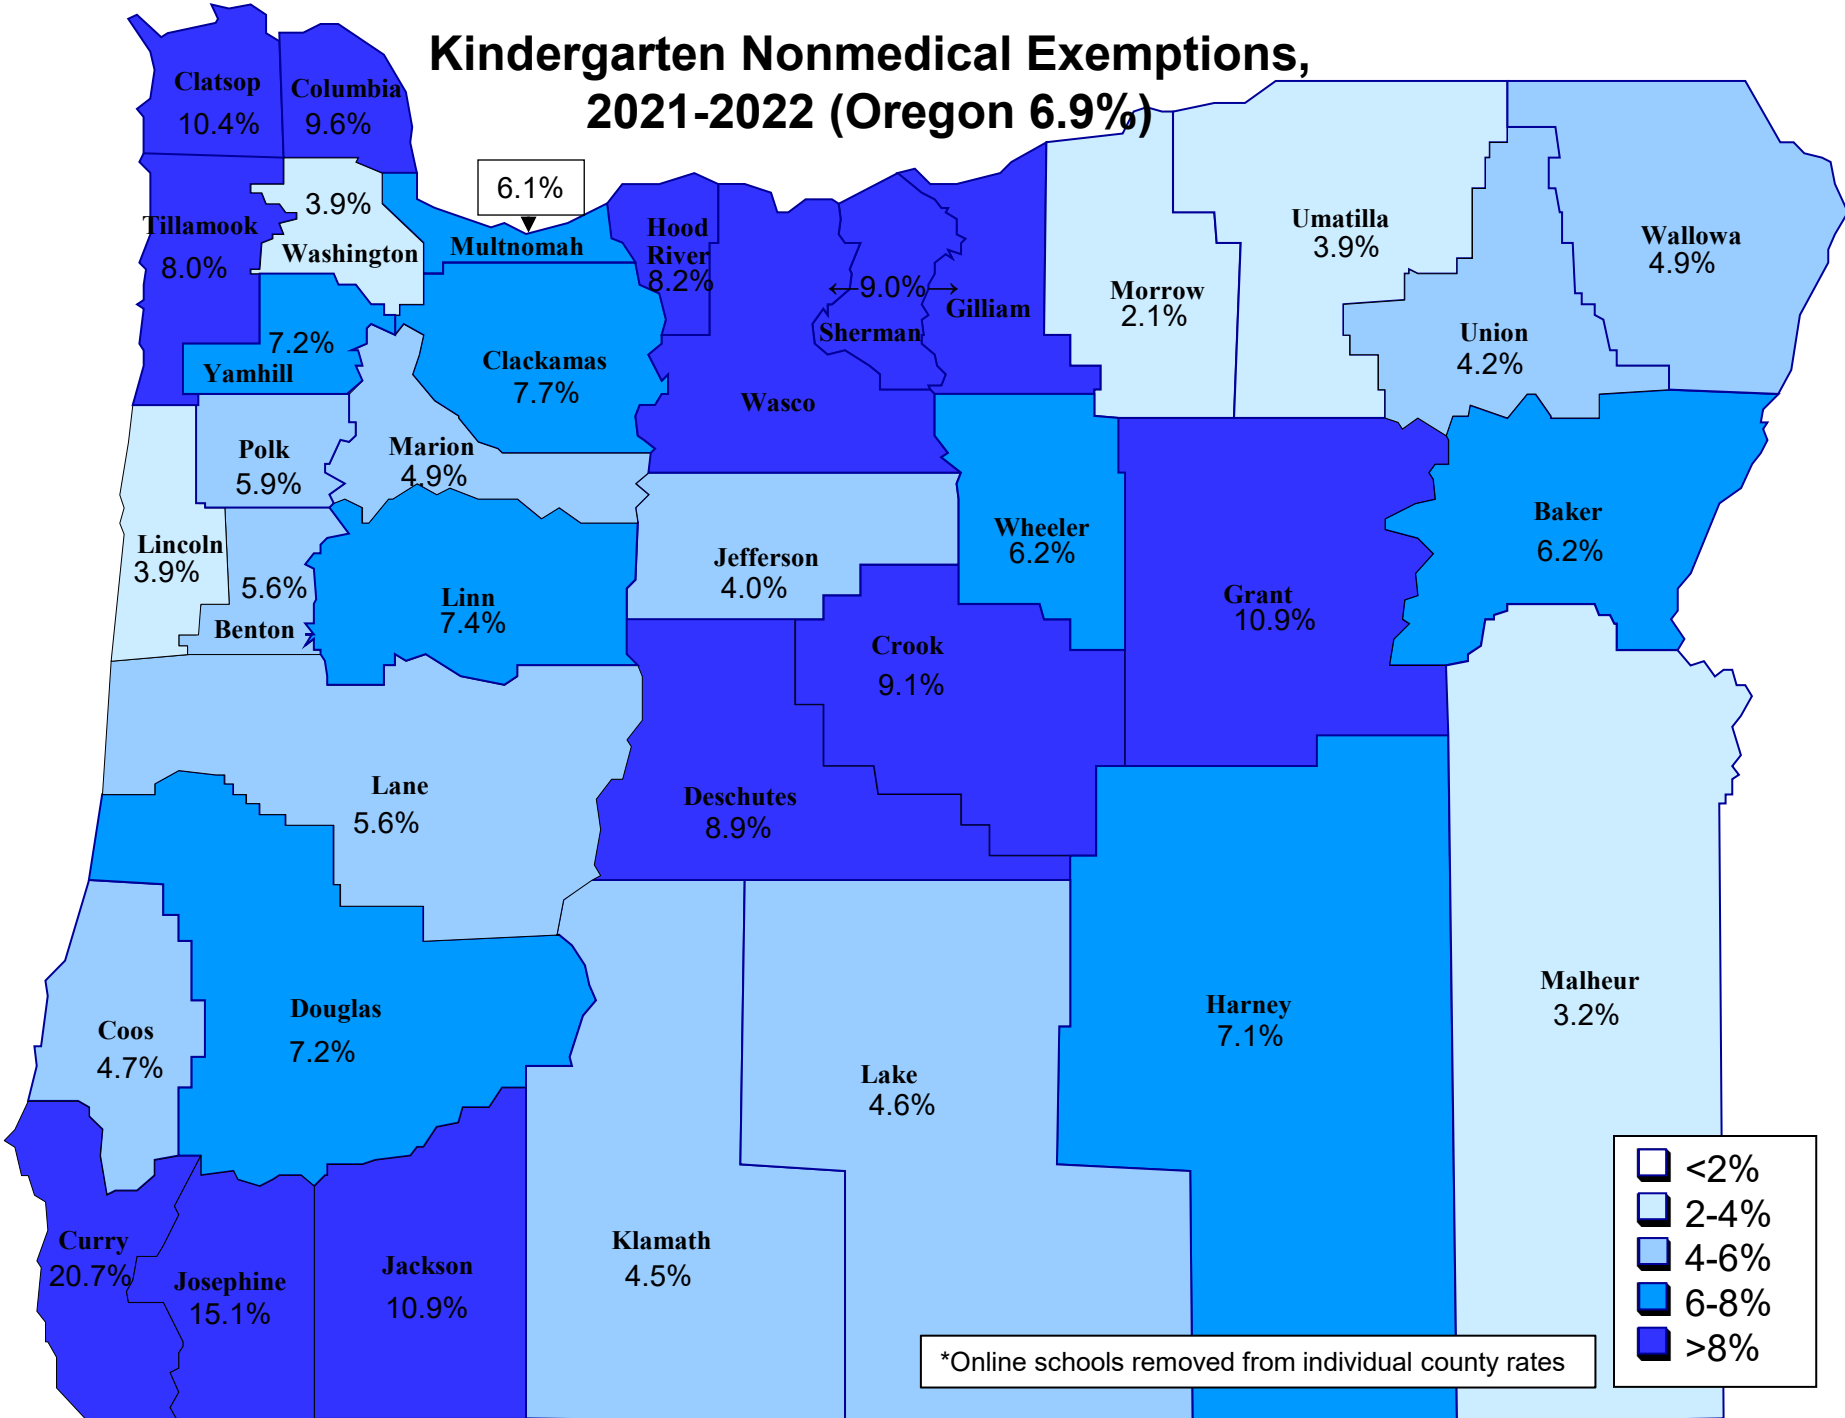 Kindergarten Nonmedical Exemptions,
2021-2022 (Oregon 6.9%)
Clatsop
10.4%
Columbia
9.6%
Tillamook
8.0%
3.9%
Washington
6.1%
Multnomah
Hood
River
8.2%
9.0%
Sherman
Gilliam
Wasco
Morrow
2.1%
Umatilla
3.9%
Union
4.2%
Wallowa
4.9%
7.2%
Yamhill
Clackamas
7.7%
Polk
5.9%
Marion
4.9%
Lincoln
3.9%
5.6%
Benton
Linn
7.4%
Jefferson
4.0%
Wheeler
6.2%
Grant
10.9%
Baker
6.2%
Crook
9.1%
Deschutes
8.9%
Lane
5.6%
Coos
4.7%
Douglas
7.2%
Lake
4.6%
Harney
7.1%
Malheur
3.2%
Curry
20.7%
Josephine
15.1%
Jackson
10.9%
Klamath
4.5%
<2%
2-4%
4-6%
6-8%
>8%
*Online schools removed from individual county rates